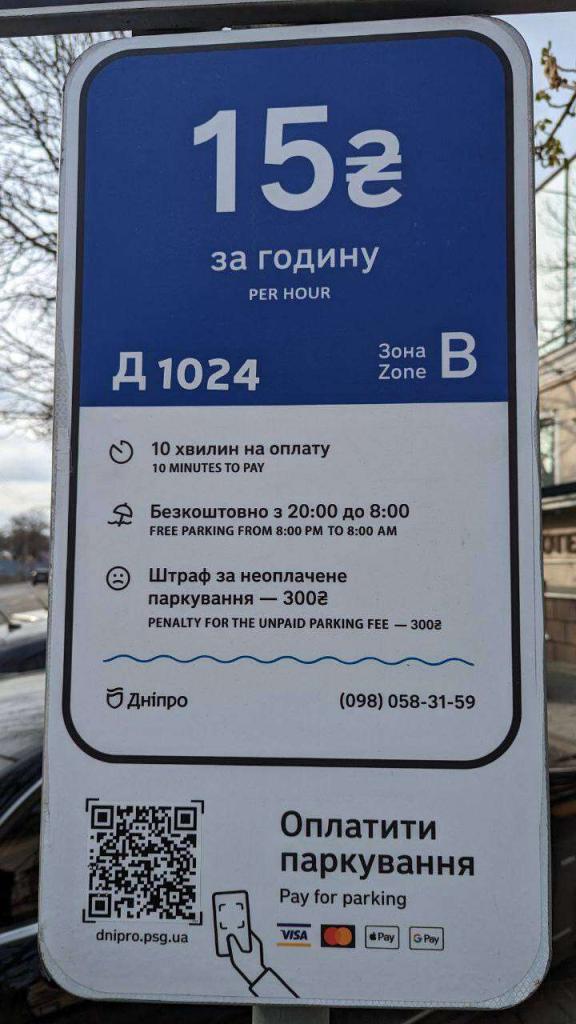 15₴
за годину
PER HOUR
Д 1024
Зона
Zone
B
10 хвилин на оплату
10 MINUTES TO PAY
Безкоштовно з 20:00 до 8:00
FREE PARKING FROM 8:00 PM TO 8:00 AM
Штраф за неоплачене
паркування — 300₴
PENALTY FOR THE UNPAID PARKING FEE — 300₴
Дніпро
(098) 058-31-59
dnipro.psg.ua
Оплатити
паркування
Pay for parking
VISA
Pay
G Pay